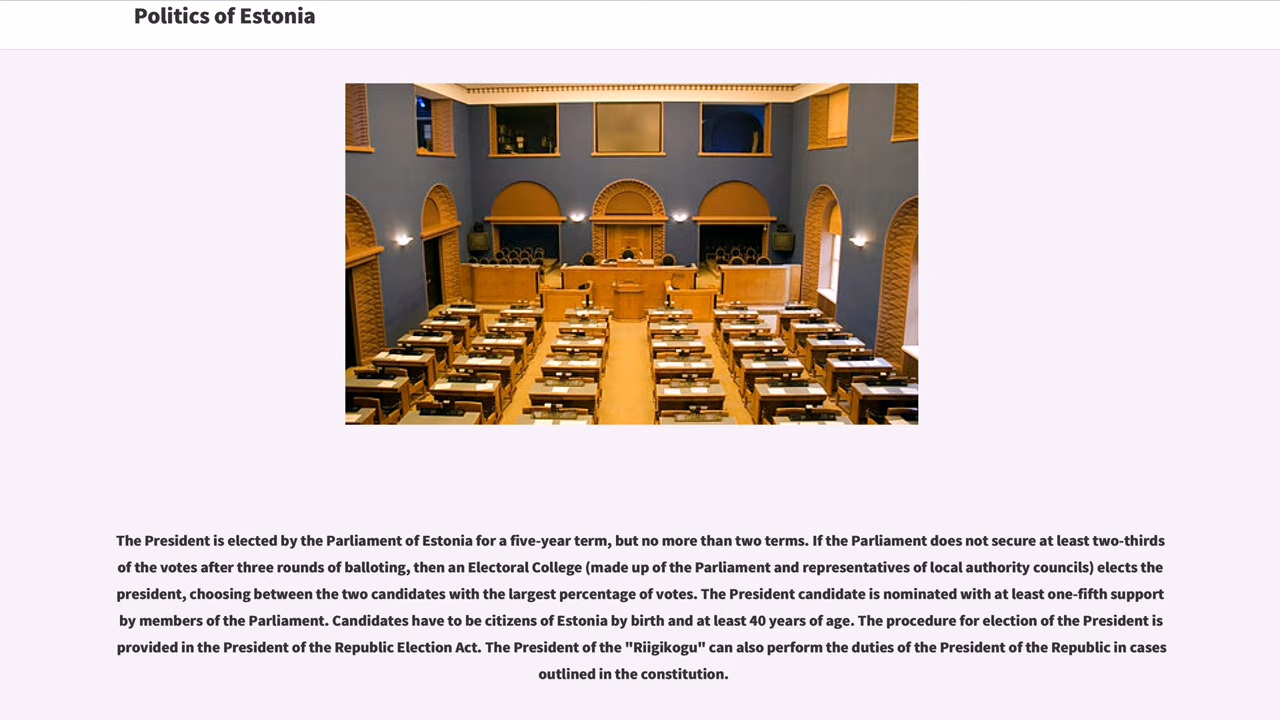 Politics of Estonia
The President is elected by the Parliament of Estonia for a five-year term, but no more than two terms. If the Parliament does not secure at least two-thirds
of the votes after three rounds of balloting, then an Electoral College (made up of the Parliament and representatives of local authority councils) elects the
president, choosing between the two candidates with the largest percentage of votes. The President candidate is nominated with at least one-fifth support
by members of the Parliament. Candidates have to be citizens of Estonia by birth and at least 40 years of age. The procedure for election of the President is
provided in the President of the Republic Election Act. The President of the "Riigikogu" can also perform the duties of the President of the Republic in cases
outlined in the constitution.